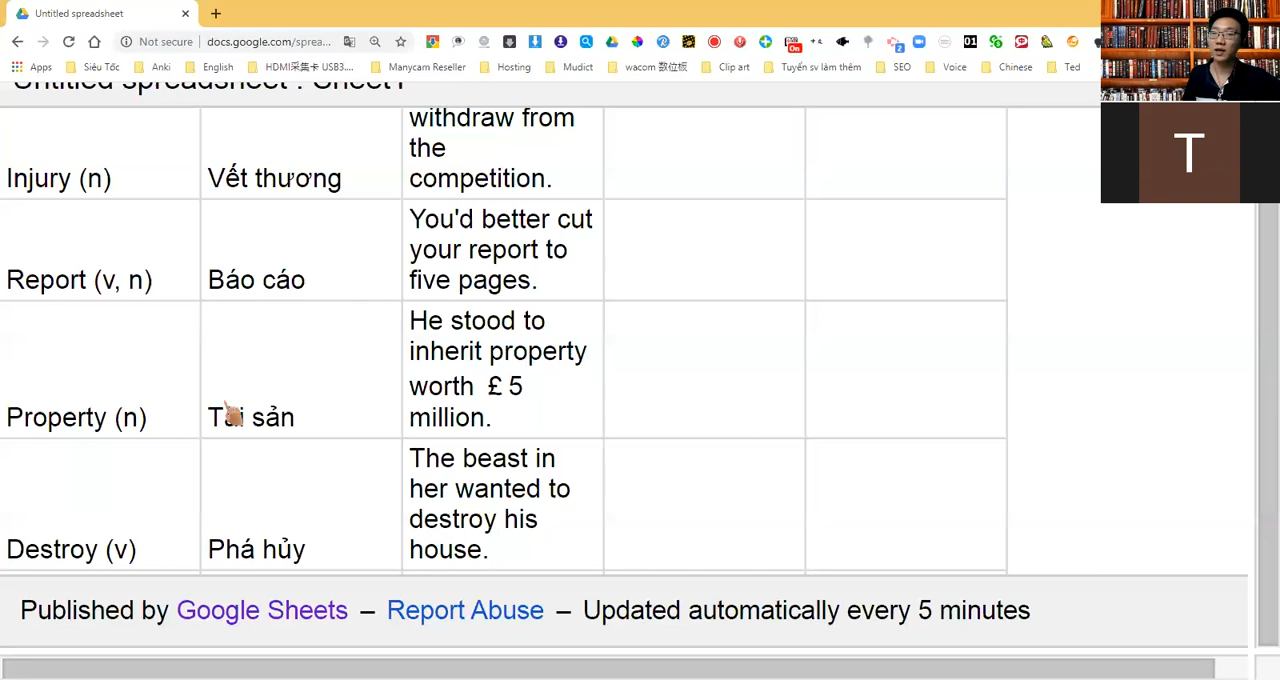 Untitled spreadsheet
Not secure docs.google.com/sprea...
Apps Siêu Tốc Anki English HDMI采集卡 USB3.... Manycam Reseller Hosting Mudict wacom 数位板 Clip art Tuyển sv làm thêm SEO Voice Chinese Ted
Untitled spreadsheet : Sheet1
withdraw from
the
competition.
Injury (n) Vết thương
You'd better cut
your report to
five pages.
Report (v, n) Báo cáo
He stood to
inherit property
worth £5
million.
Property (n) Tài sản
The beast in
her wanted to
destroy his
house.
Destroy (v) Phá hủy
Published by Google Sheets – Report Abuse – Updated automatically every 5 minutes
T